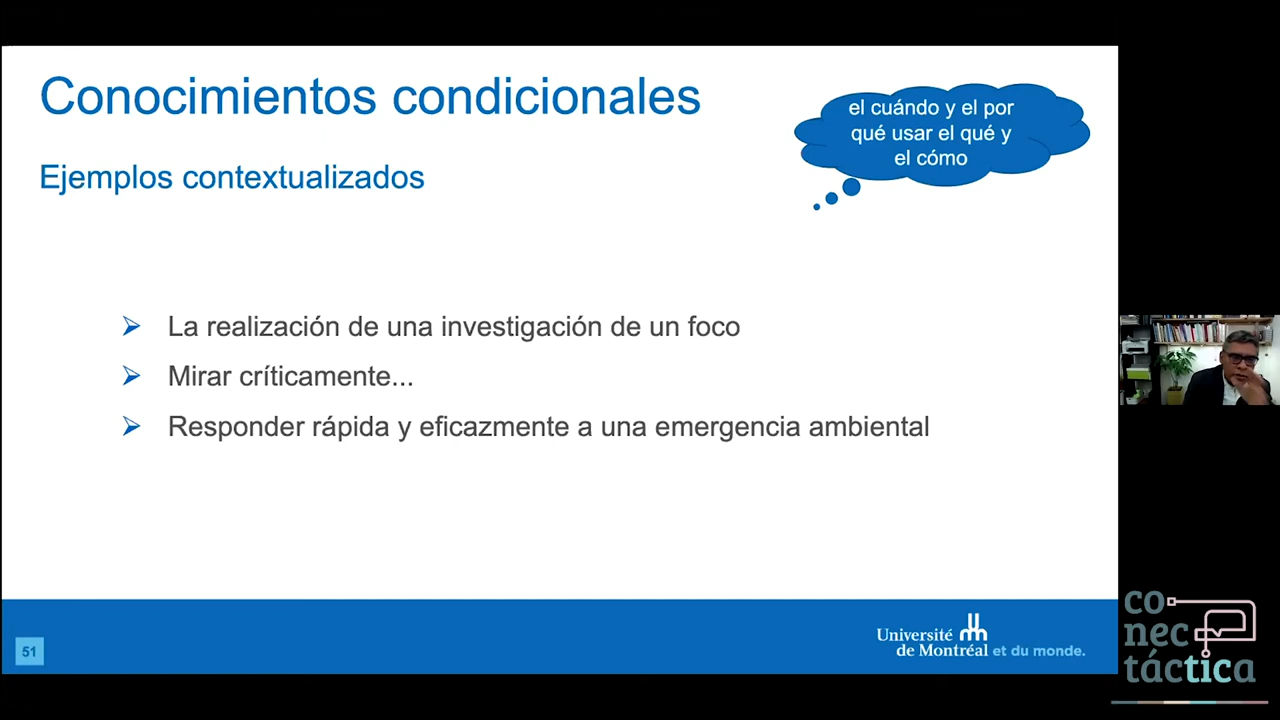 Conocimientos condicionales
el cuándo y el por
qué usar el qué y
el cómo
Ejemplos contextualizados
La realización de una investigación de un foco
Mirar críticamente...
Responder rápida y eficazmente a una emergencia ambiental
51
Université
de Montréal et du monde.
co
nec
táctica